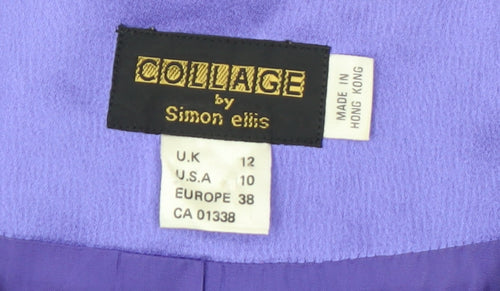 COLLAGE
by
Simon ellis
MADE IN
HONG KONG
U.K 12
U.S.A 10
EUROPE 38
CA 01338